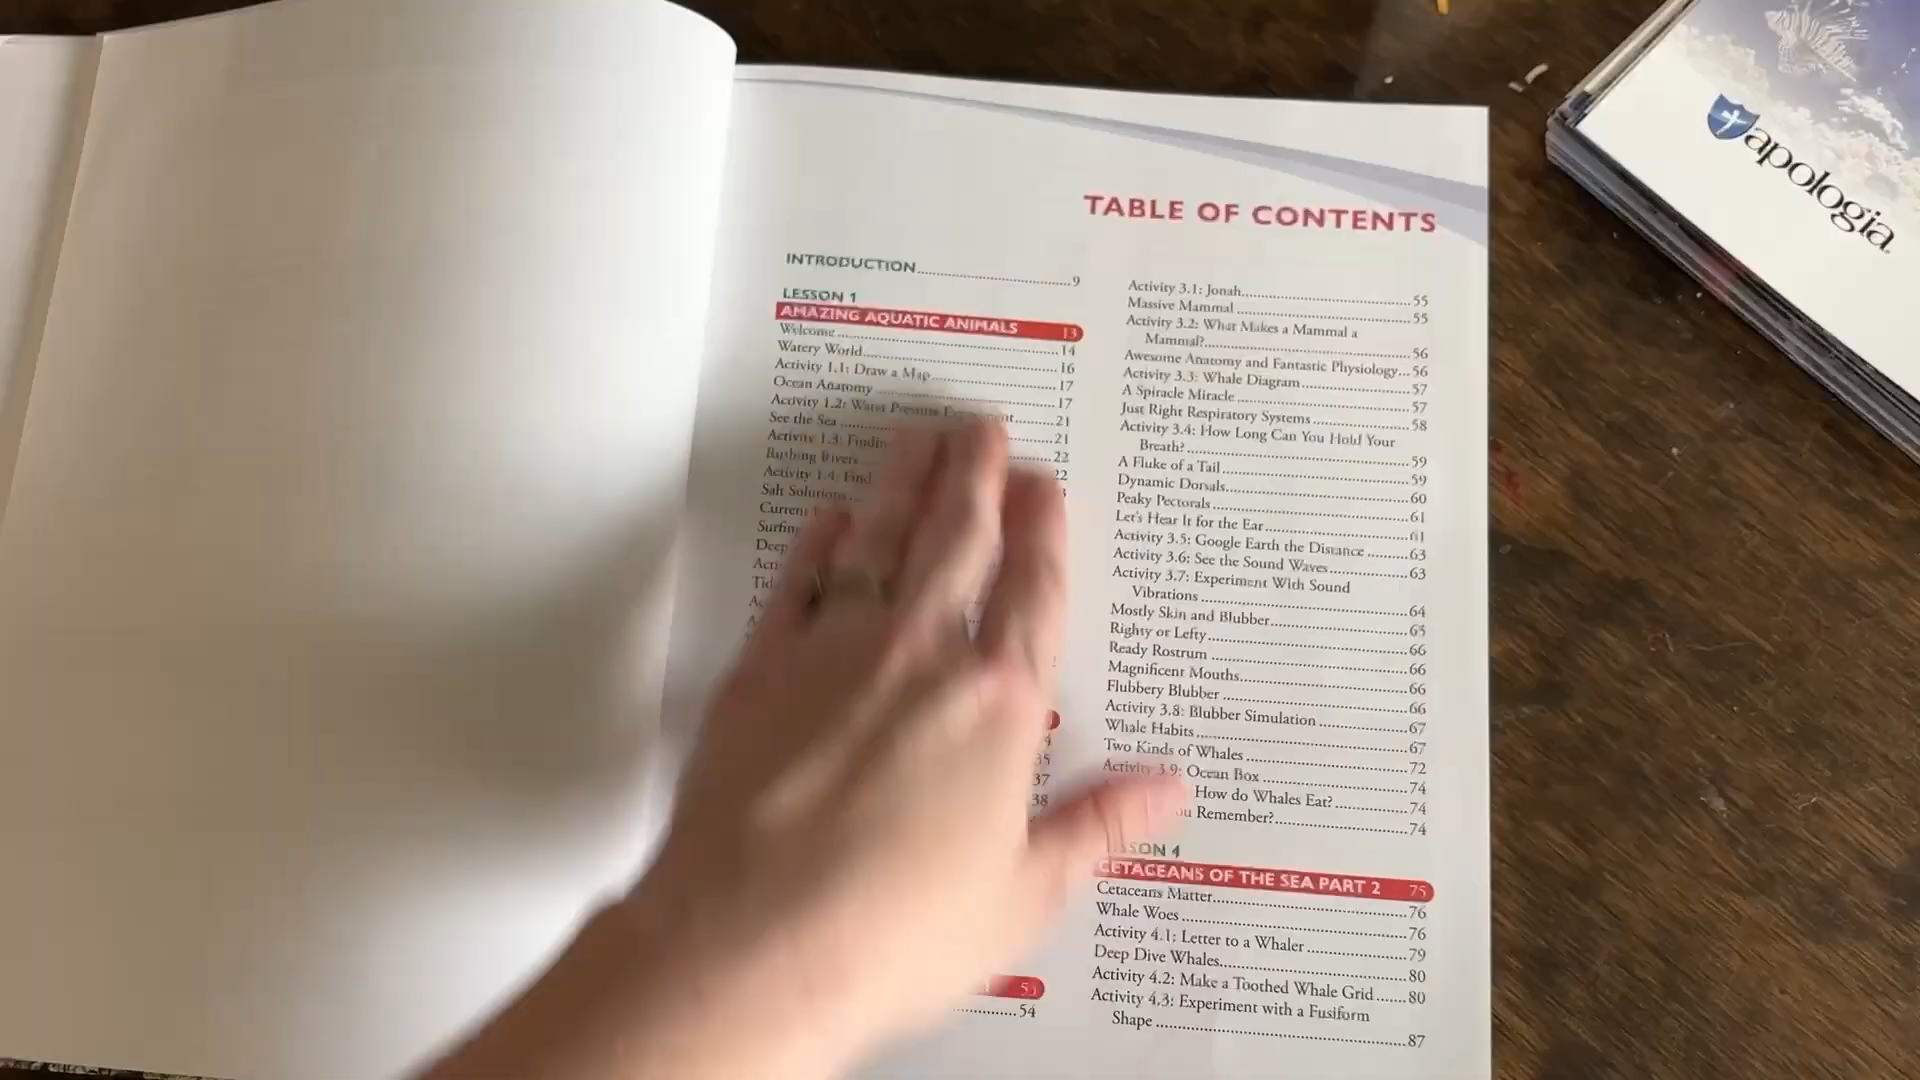 TABLE OF CONTENTS
INTRODUCTION 9
LESSON 1
AMAZING AQUATIC ANIMALS 13
Welcome 14
Watery World 16
Activity 1.1: Draw a Map 17
Ocean Anatomy 17
Activity 1.2: Water Pressure 21
See the Sea 21
Activity 1.3: 22
Rushing Rivers 22
Activity 1.4: Find
Salt Solutions
Current
Surfing
Deep
35
37
38
53
54
Activity 3.1: Jonah 55
Massive Mammal 55
Activity 3.2: What Makes a Mammal a
Mammal? 56
Awesome Anatomy and Fantastic Physiology... 56
Activity 3.3: Whale Diagram 57
A Spiracle Miracle 57
Just Right Respiratory Systems 58
Activity 3.4: How Long Can You Hold Your
Breath? 59
A Fluke of a Tail 59
Dynamic Dorsals 60
Peaky Pectorals 61
Let's Hear It for the Ear 61
Activity 3.5: Google Earth the Distance 63
Activity 3.6: See the Sound Waves 63
Activity 3.7: Experiment With Sound
Vibrations 64
Mostly Skin and Blubber 65
Righty or Lefty 66
Ready Rostrum 66
Magnificent Mouths 66
Flubbery Blubber 66
Activity 3.8: Blubber Simulation 67
Whale Habits 67
Two Kinds of Whales 72
Activity 3.9: Ocean Box 74
How do Whales Eat? 74
Remember? 74
LESSON 4
CETACEANS OF THE SEA PART 2 75
Cetaceans Matter 76
Whale Woes 76
Activity 4.1: Letter to a Whaler 79
Deep Dive Whales 80
Activity 4.2: Make a Toothed Whale Grid 80
Activity 4.3: Experiment with a Fusiform
Shape 87
apologia